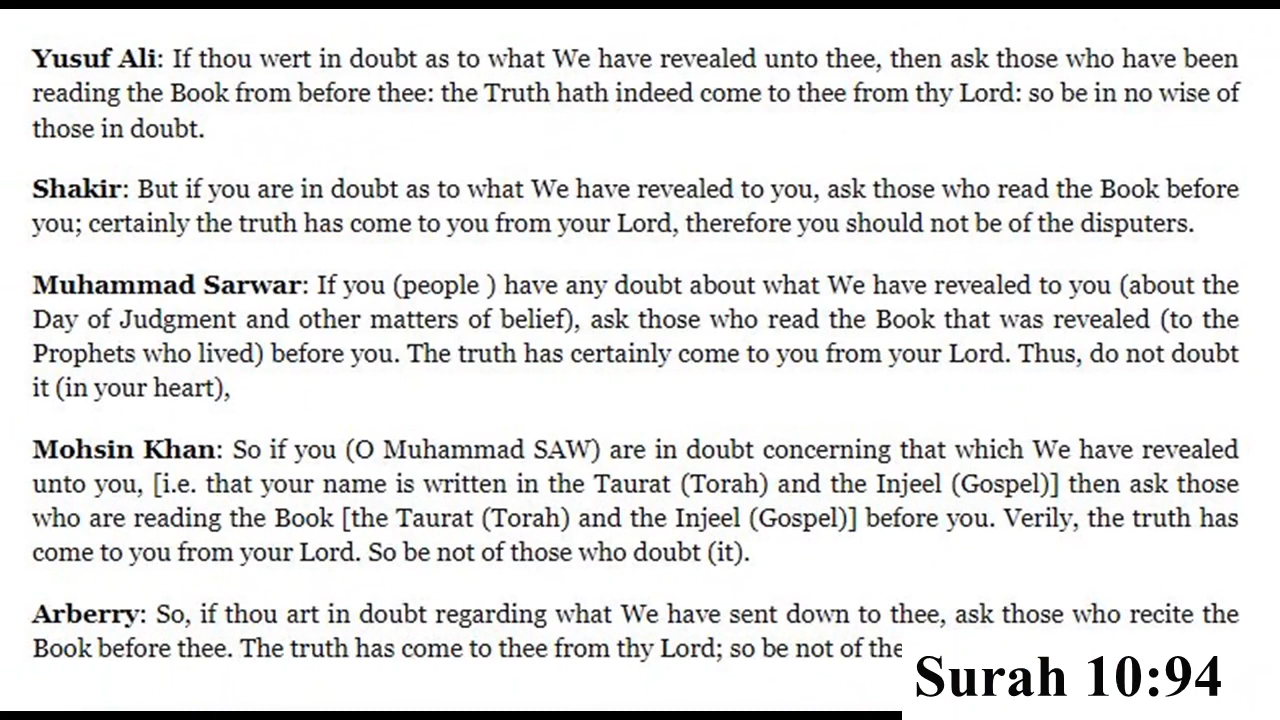 Yusuf Ali: If thou wert in doubt as to what We have revealed unto thee, then ask those who have been
reading the Book from before thee: the Truth hath indeed come to thee from thy Lord: so be in no wise of
those in doubt.
Shakir: But if you are in doubt as to what We have revealed to you, ask those who read the Book before
you; certainly the truth has come to you from your Lord, therefore you should not be of the disputers.
Muhammad Sarwar: If you (people ) have any doubt about what We have revealed to you (about the
Day of Judgment and other matters of belief), ask those who read the Book that was revealed (to the
Prophets who lived) before you. The truth has certainly come to you from your Lord. Thus, do not doubt
it (in your heart),
Mohsin Khan: So if you (O Muhammad SAW) are in doubt concerning that which We have revealed
unto you, [i.e. that your name is written in the Taurat (Torah) and the Injeel (Gospel)] then ask those
who are reading the Book [the Taurat (Torah) and the Injeel (Gospel)] before you. Verily, the truth has
come to you from your Lord. So be not of those who doubt (it).
Arberry: So, if thou art in doubt regarding what We have sent down to thee, ask those who recite the
Book before thee. The truth has come to thee from thy Lord; so be not of the
Surah 10:94